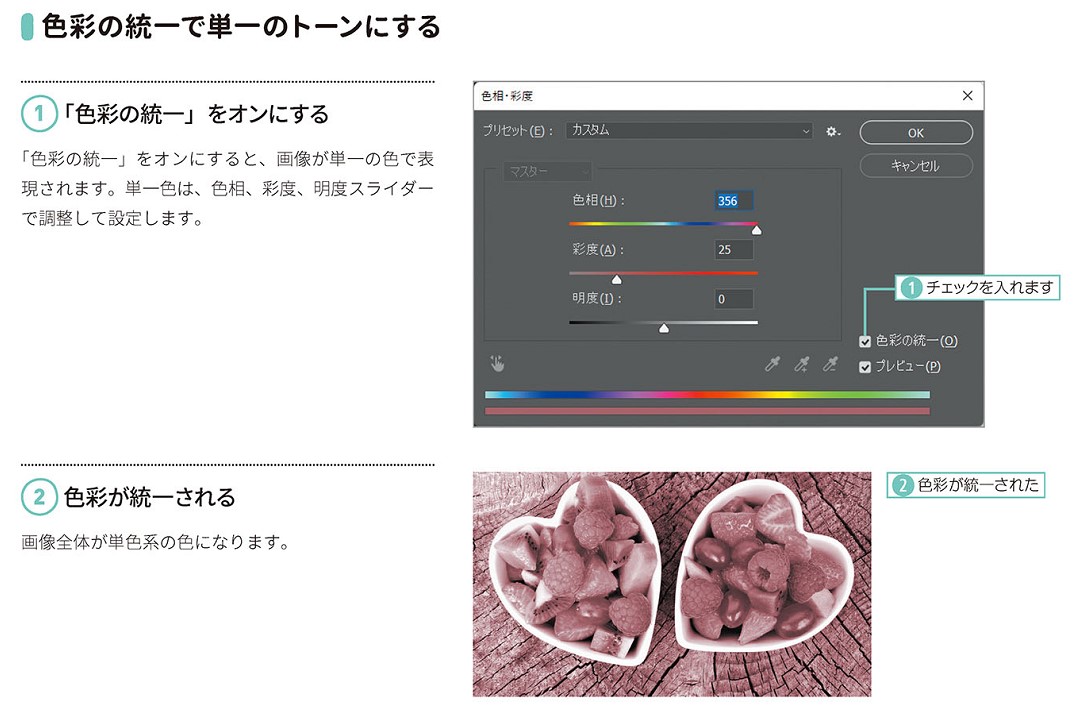 色彩の統一で単一のトーンにする
1 「色彩の統一」をオンにする
「色彩の統一」をオンにすると、画像が単一の色で表
現されます。単一色は、色相、彩度、明度スライダー
で調整して設定します。
色相・彩度
プリセット(E)： カスタム
OK
キャンセル
マスター
色相(H)： 356
彩度(A)： 25
明度(I)： 0
1 チェックを入れます
色彩の統一(O)
プレビュー(P)
2 色彩が統一される
画像全体が単色系の色になります。
2 色彩が統一された